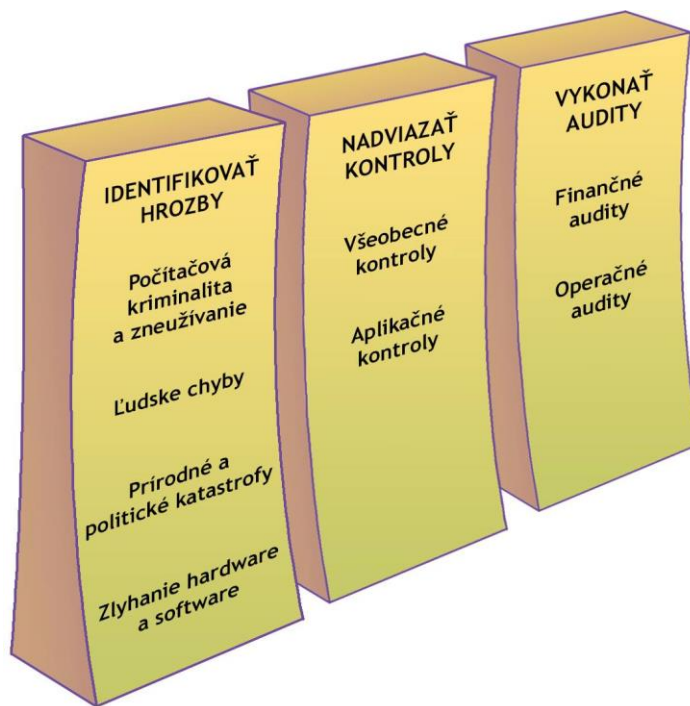 IDENTIFIKOVAŤ
HROZBY
Počítačová
kriminalita
a zneužívanie
Ľudske chyby
Prírodné a
politické katastrofy
Zlyhanie hardware
a software
NADVIAZAŤ
KONTROLY
Všeobecné
kontroly
Aplikačné
kontroly
VYKONAŤ
AUDITY
Finančné
audity
Operačné
audity